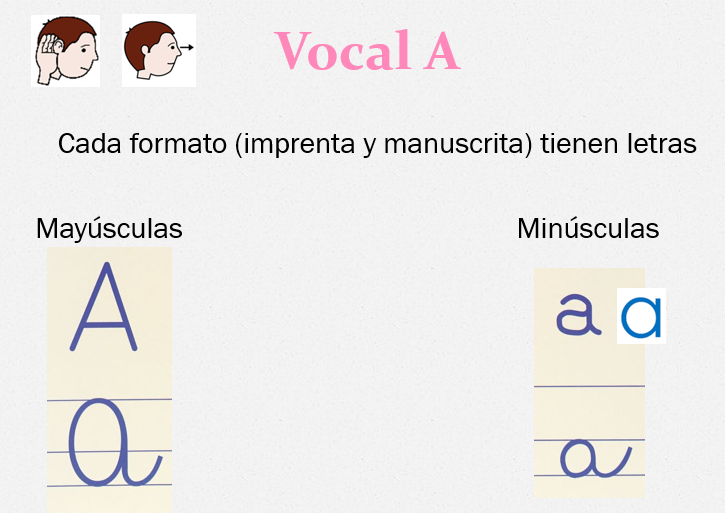 Vocal A
Cada formato (imprenta y manuscrita) tienen letras
Mayúsculas
Minúsculas
A
a a
a
a